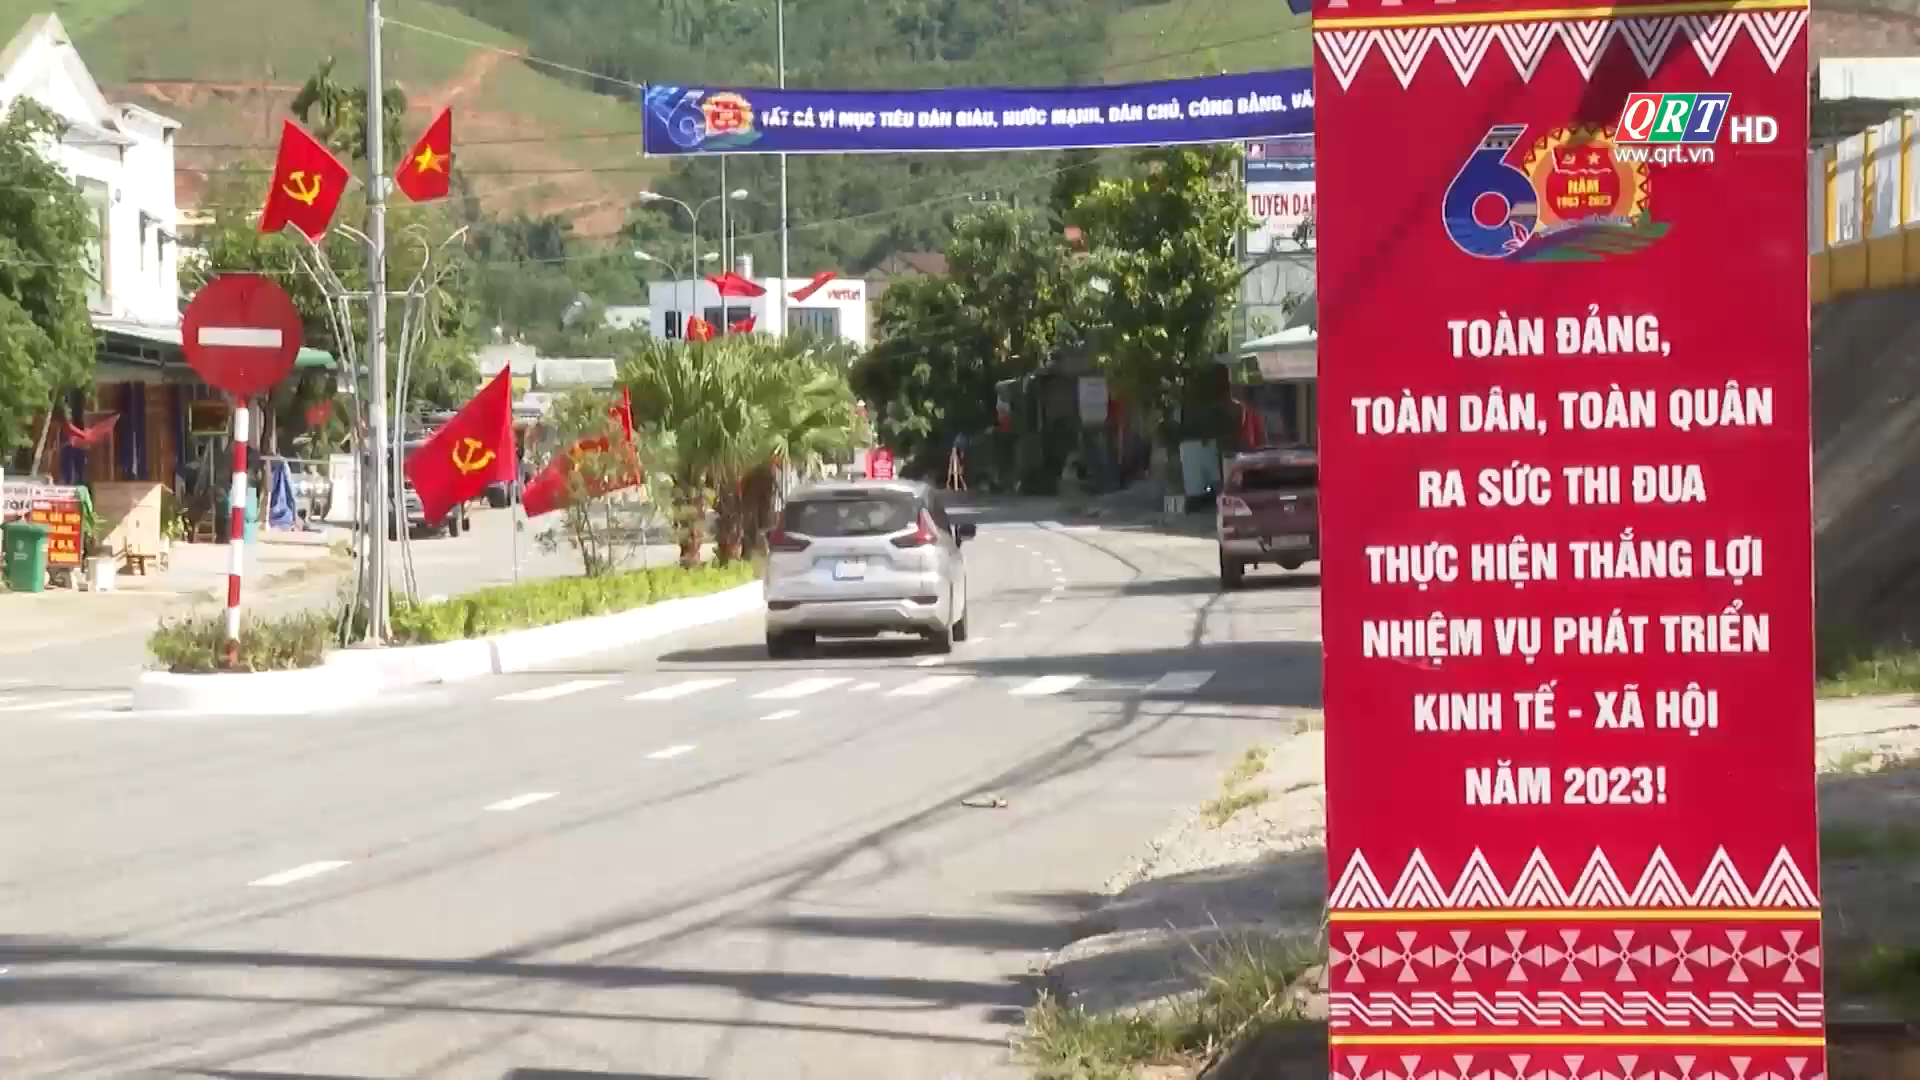 TẤT CẢ VÌ MỤC TIÊU DÂN GIÀU, NƯỚC MẠNH, DÂN CHỦ, CÔNG BẰNG, VĂ
QRT HD
www.qrt.vn
6
NĂM
1963 - 2023
TUYEN DA
viettel
TOÀN ĐẢNG,
TOÀN DÂN, TOÀN QUÂN
RA SỨC THI ĐUA
THỰC HIỆN THẮNG LỢI
NHIỆM VỤ PHÁT TRIỂN
KINH TẾ - XÃ HỘI
NĂM 2023!